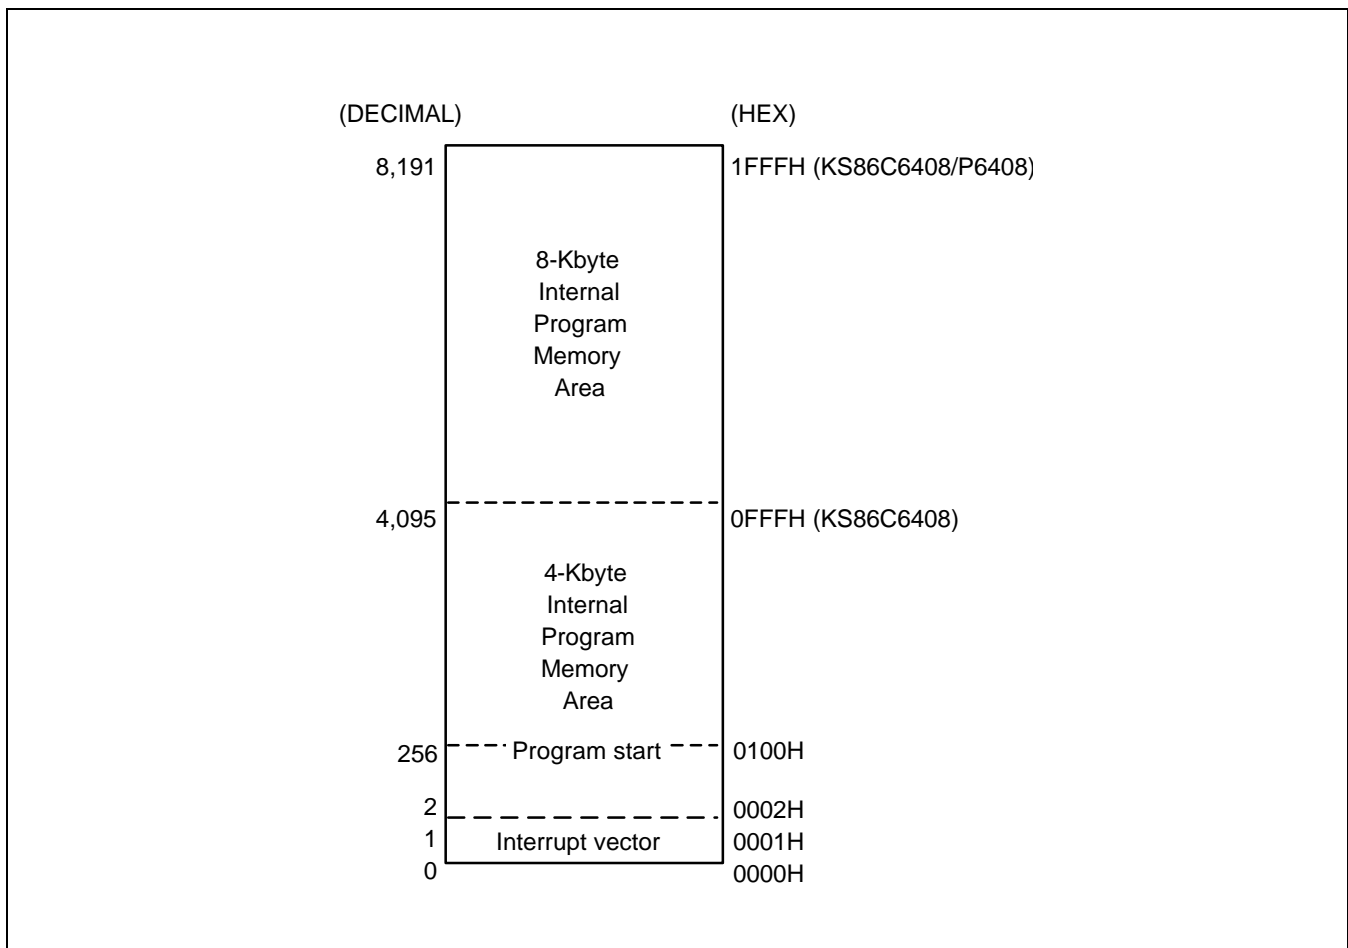 (DECIMAL) (HEX)
8,191 1FFFH (KS86C6408/P6408)
8-Kbyte
Internal
Program
Memory
Area
4,095 0FFFH (KS86C6408)
4-Kbyte
Internal
Program
Memory
Area
256 Program start 0100H
2 0002H
1 Interrupt vector 0001H
0 0000H